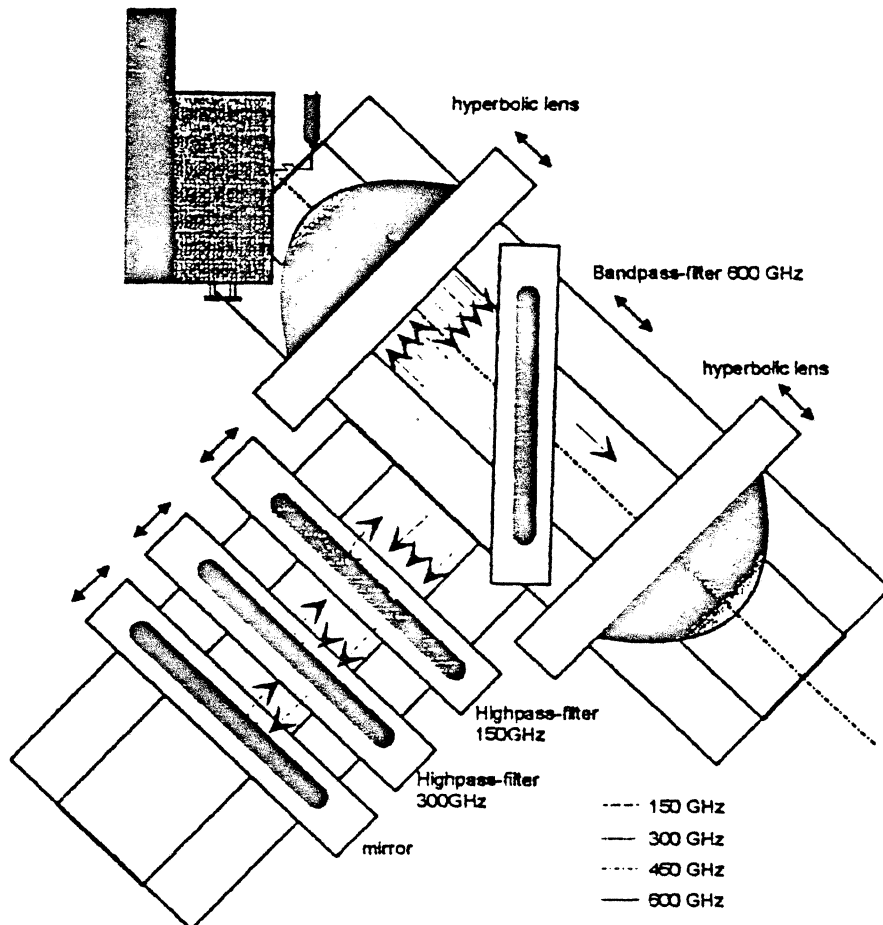 hyperbolic lens
Bandpass-filter 600 GHz
hyperbolic lens
Highpass-filter
150GHz
Highpass-filter
300GHz
mirror
150 GHz
300 GHz
450 GHz
600 GHz